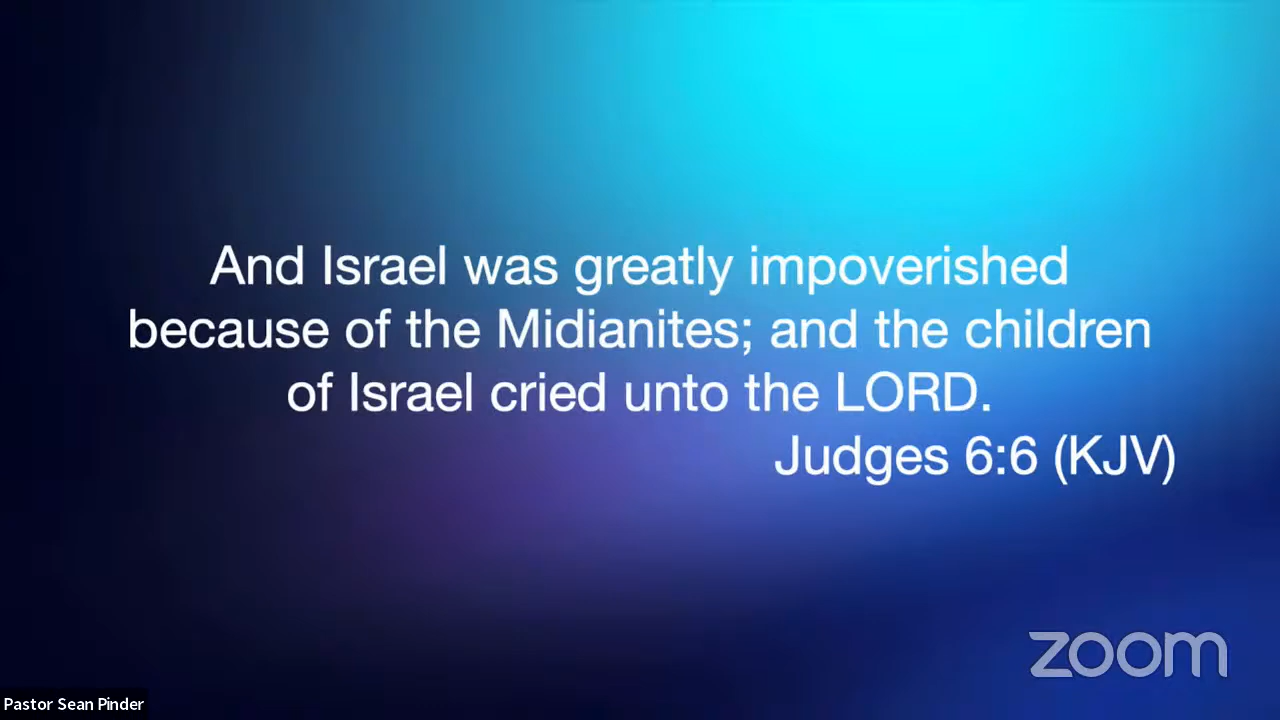 And Israel was greatly impoverished
because of the Midianites; and the children
of Israel cried unto the LORD.
Judges 6:6 (KJV)
zoom
Pastor Sean Pinder